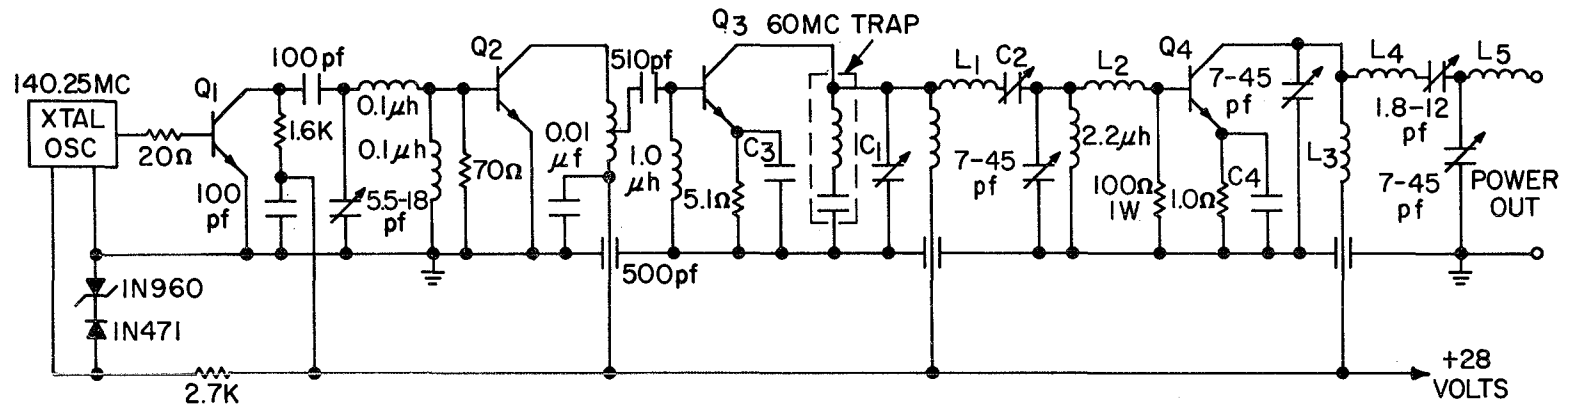 140.25MC
XTAL
OSC
20Ω
Q1
100pf
1.6K
100
pf
0.1μh
0.1μh
5.5-18
pf
Q2
70Ω
0.01
μf
510pf
1.0
μh
500pf
Q3
60MC TRAP
5.1Ω
C3
C1
L1
C2
7-45
pf
L2
2.2μh
100Ω
1W
Q4
1.0Ω
C4
7-45
pf
L3
L4
1.8-12
pf
L5
7-45
pf
POWER
OUT
1N960
1N471
2.7K
+28
VOLTS